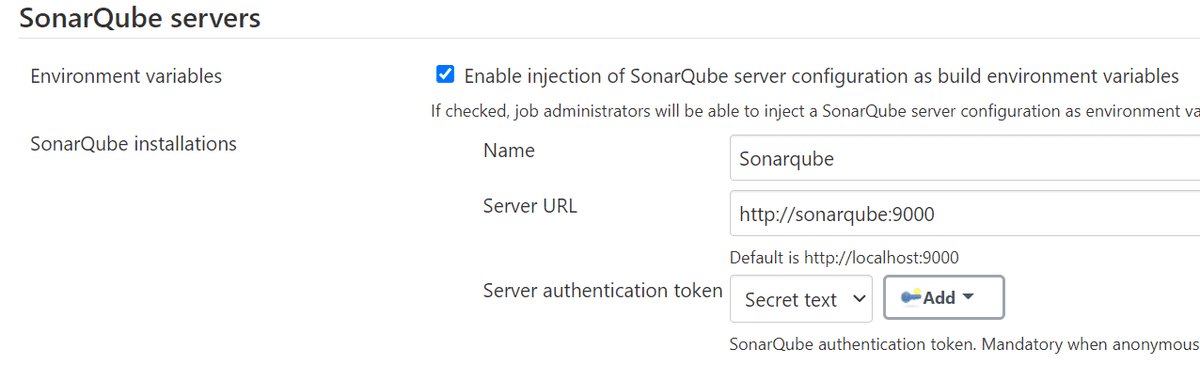 SonarQube servers
Environment variables
Enable injection of SonarQube server configuration as build environment variables
If checked, job administrators will be able to inject a SonarQube server configuration as environment va
SonarQube installations
Name
Sonarqube
Server URL
http://sonarqube:9000
Default is http://localhost:9000
Server authentication token
Secret text
Add
SonarQube authentication token. Mandatory when anonymous